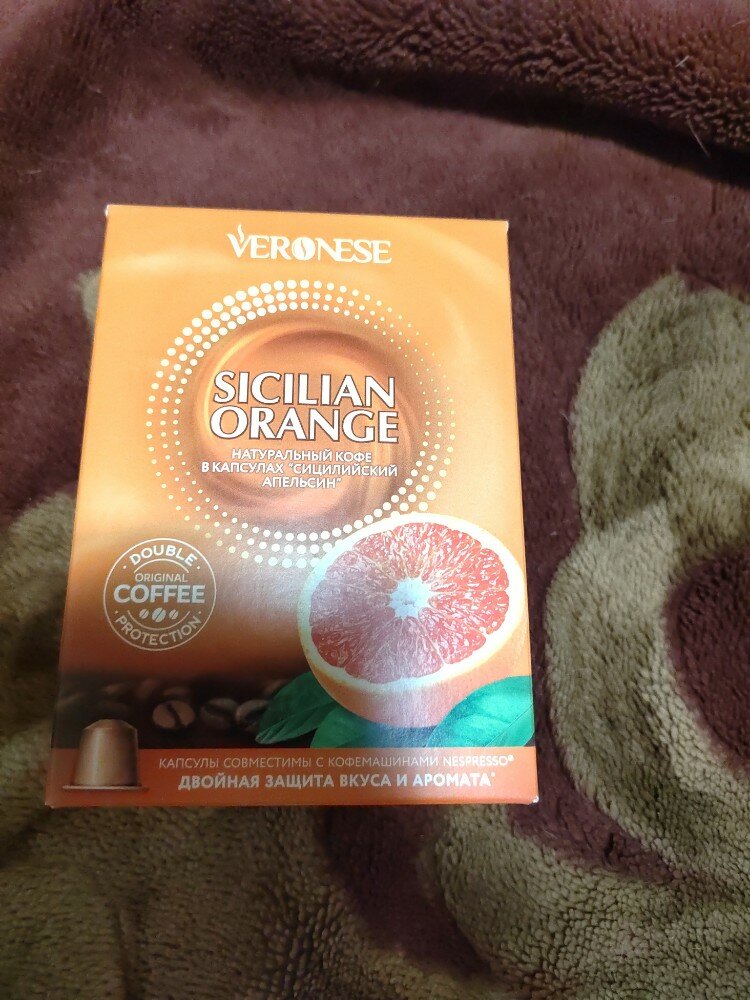 VERONESE
SICILIAN
ORANGE
НАТУРАЛЬНЫЙ КОФЕ
В КАПСУЛАХ "СИЦИЛИЙСКИЙ
АПЕЛЬСИН"
· DOUBLE ·
ORIGINAL
COFFEE
· PROTECTION ·
КАПСУЛЫ СОВМЕСТИМЫ С КОФЕМАШИНАМИ NESPRESSO®
ДВОЙНАЯ ЗАЩИТА ВКУСА И АРОМАТА*